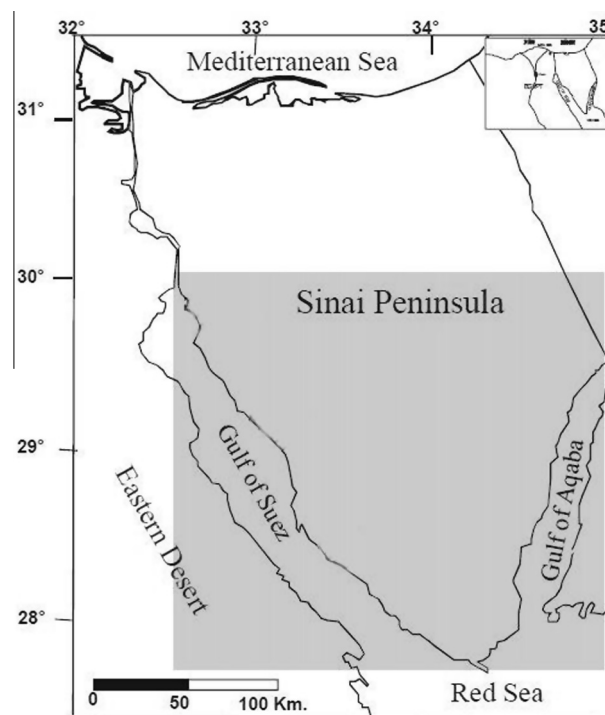 32° 33° 34° 35
Mediterranean Sea
31°
30°
Sinai Peninsula
29°
Gulf of Suez
Gulf of Aqaba
Eastern Desert
28°
Red Sea
0 50 100 Km.